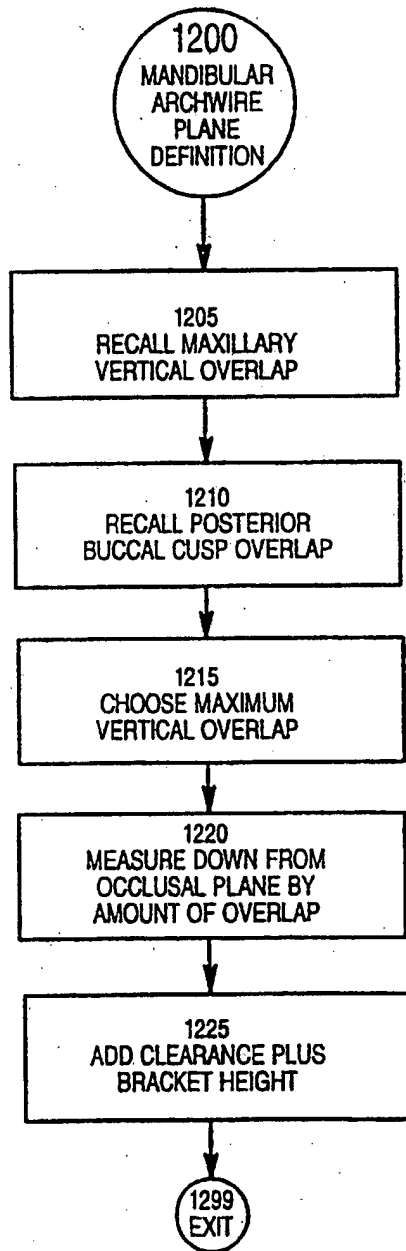 1200
MANDIBULAR
ARCHWIRE
PLANE
DEFINITION
1205
RECALL MAXILLARY
VERTICAL OVERLAP
1210
RECALL POSTERIOR
BUCCAL CUSP OVERLAP
1215
CHOOSE MAXIMUM
VERTICAL OVERLAP
1220
MEASURE DOWN FROM
OCCLUSAL PLANE BY
AMOUNT OF OVERLAP
1225
ADD CLEARANCE PLUS
BRACKET HEIGHT
1299
EXIT